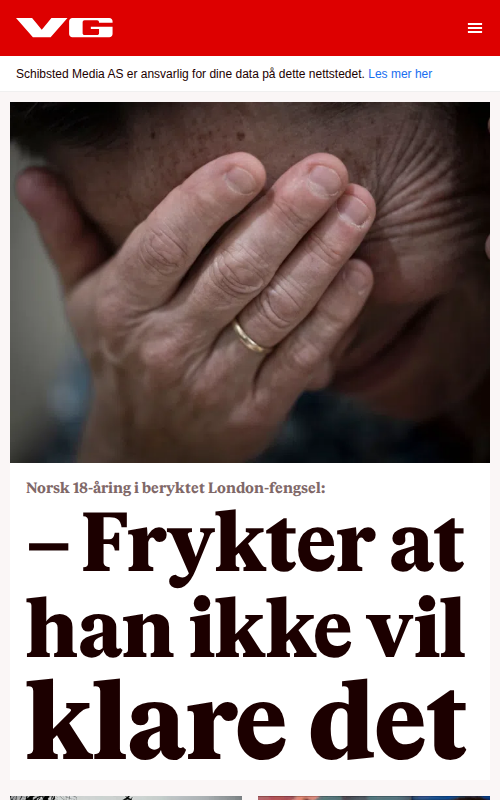 VG
Schibsted Media AS er ansvarlig for dine data på dette nettstedet. Les mer her
Norsk 18-åring i beryktet London-fengsel:
– Frykter at
han ikke vil
klare det